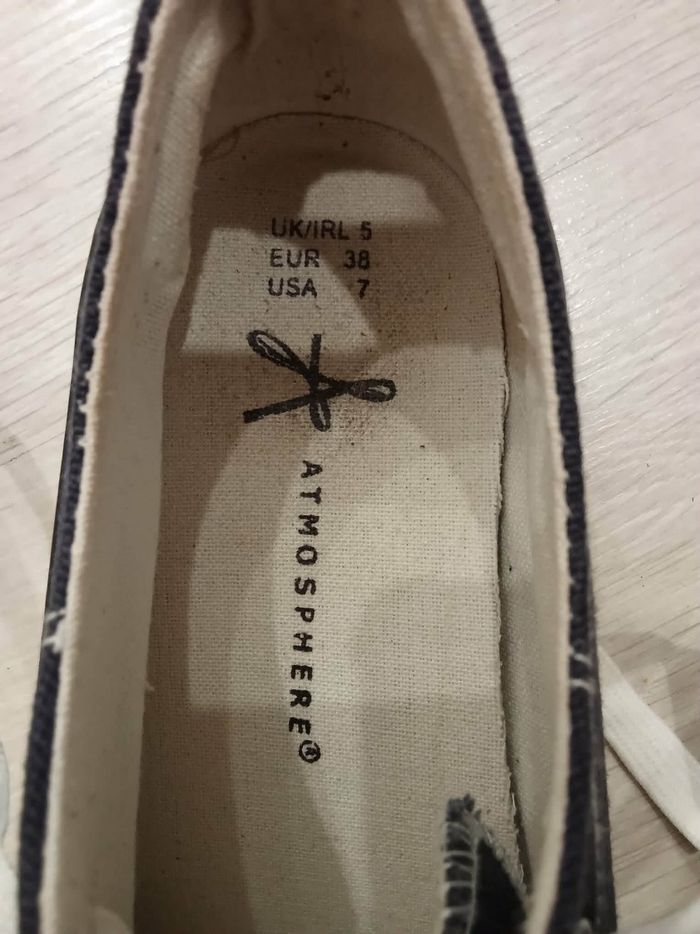 UK/IRL 5
EUR 38
USA 7
ATMOSPHERE®